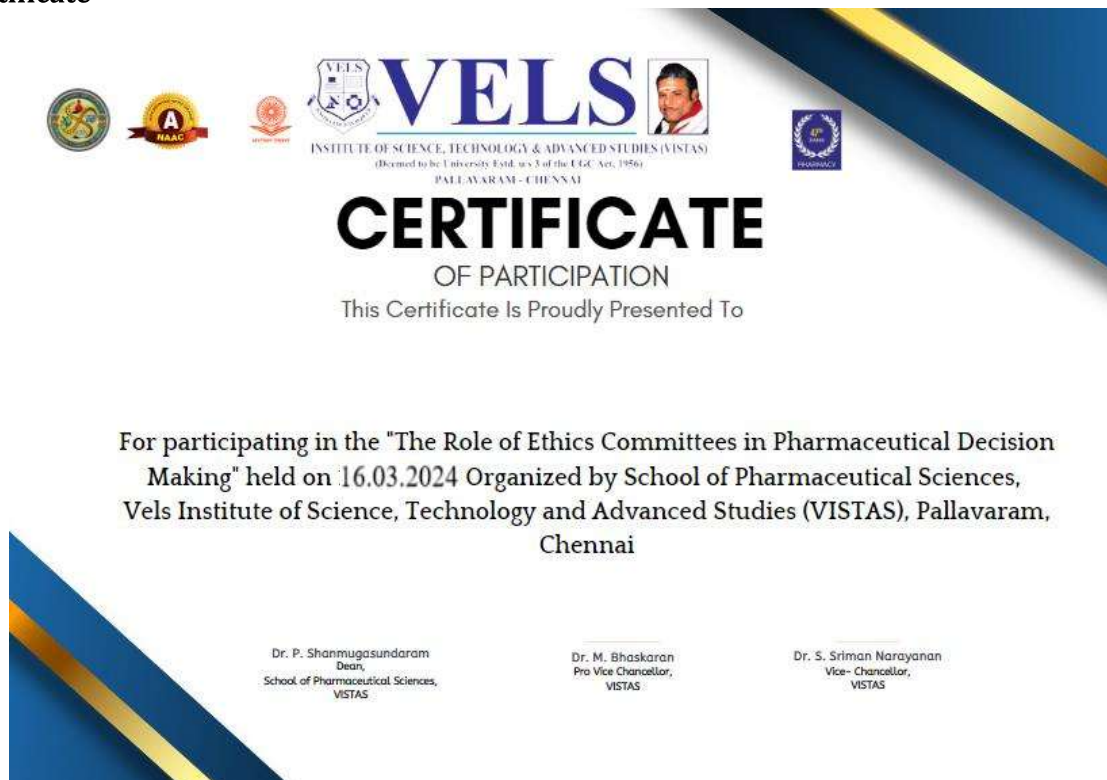 tificate
VELS
VELS
INSTITUTE OF SCIENCE, TECHNOLOGY & ADVANCED STUDIES (VISTAS)
(Deemed to be University Estd. u/s 3 of the UGC Act, 1956)
PALLAVARAM - CHENNAI
A
NAAC
PHARMACY
CERTIFICATE
OF PARTICIPATION
This Certificate Is Proudly Presented To
For participating in the "The Role of Ethics Committees in Pharmaceutical Decision
Making" held on 16.03.2024 Organized by School of Pharmaceutical Sciences,
Vels Institute of Science, Technology and Advanced Studies (VISTAS), Pallavaram,
Chennai
Dr. P. Shanmugasundaram
Dean,
School of Pharmaceutical Sciences,
VISTAS
Dr. M. Bhaskaran
Pro Vice Chancellor,
VISTAS
Dr. S. Sriman Narayanan
Vice- Chancellor,
VISTAS